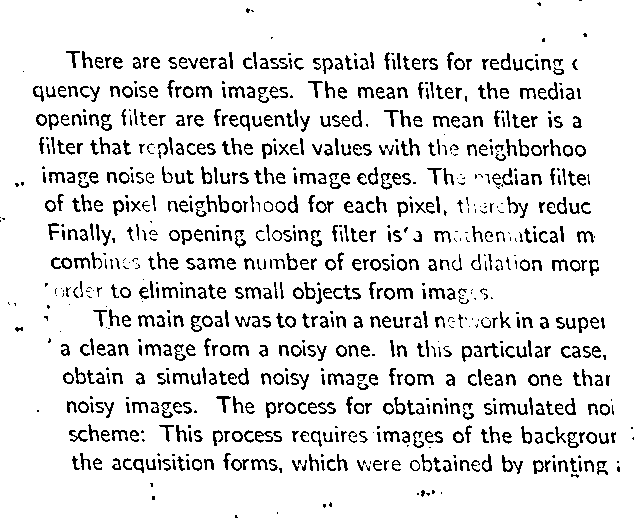 There are several classic spatial filters for reducing
quency noise from images. The mean filter, the median
opening filter are frequently used. The mean filter is a
filter that replaces the pixel values with the neighborhoo
image noise but blurs the image edges. The median filte
of the pixel neighborhood for each pixel, thereby reduc
Finally, the opening closing filter is a mathematical m
combines the same number of erosion and dilation morp
order to eliminate small objects from images.
The main goal was to train a neural network in a super
a clean image from a noisy one. In this particular case,
obtain a simulated noisy image from a clean one than
noisy images. The process for obtaining simulated noi
scheme: This process requires images of the backgrour
the acquisition forms, which were obtained by printing